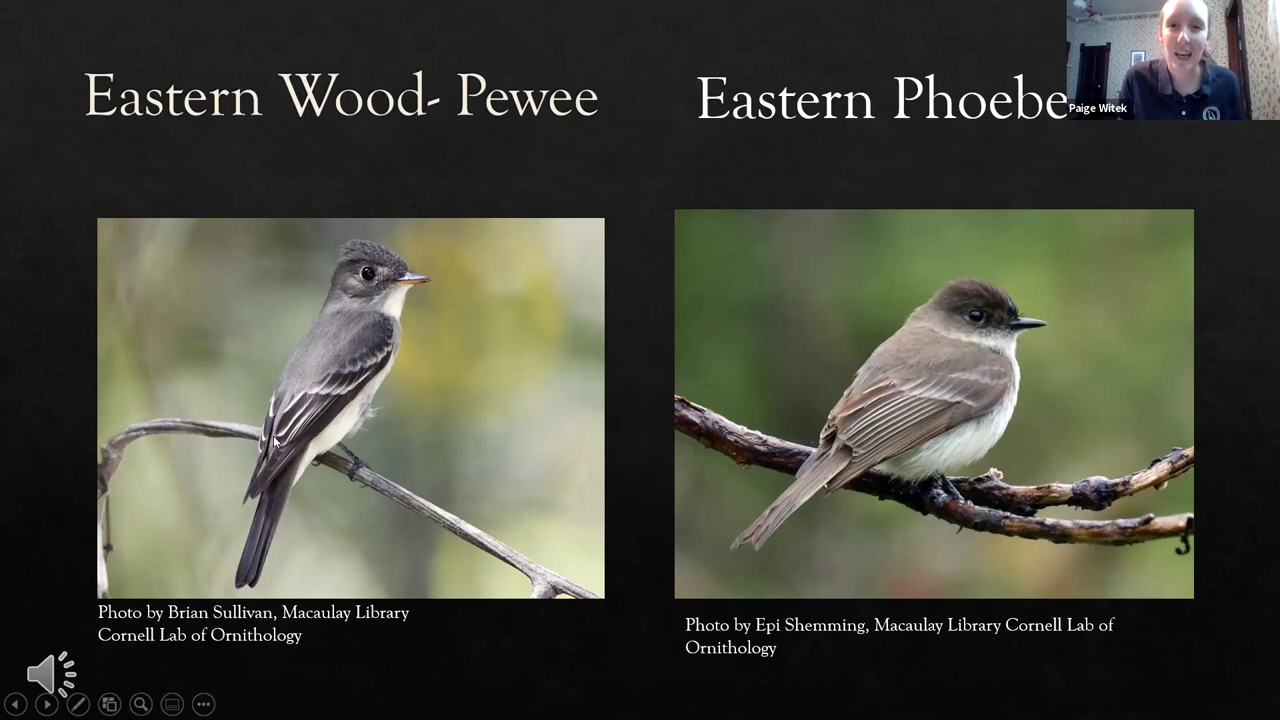 Eastern Wood- Pewee
Eastern Phoebe
Paige Witek
Photo by Brian Sullivan, Macaulay Library
Cornell Lab of Ornithology
Photo by Epi Shemming, Macaulay Library Cornell Lab of
Ornithology